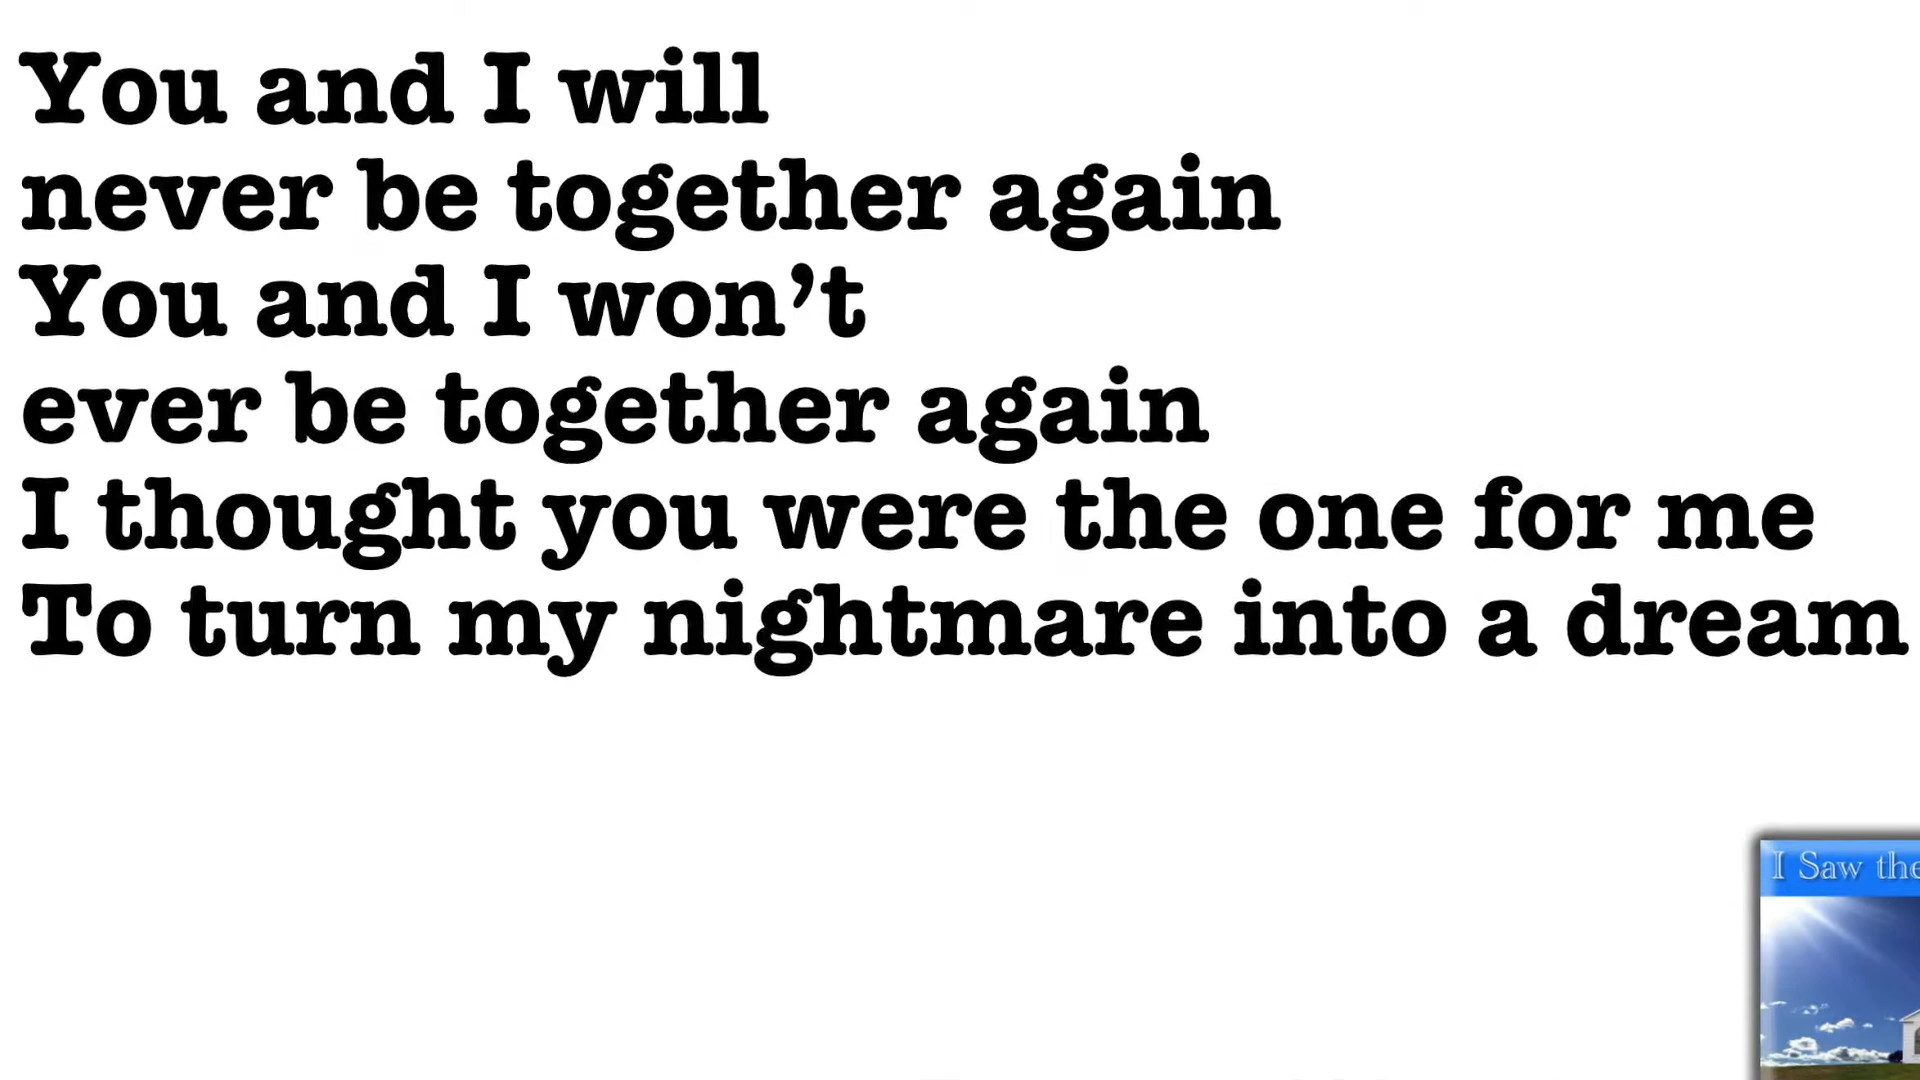 You and I will
never be together again
You and I won’t
ever be together again
I thought you were the one for me
To turn my nightmare into a dream
I Saw the